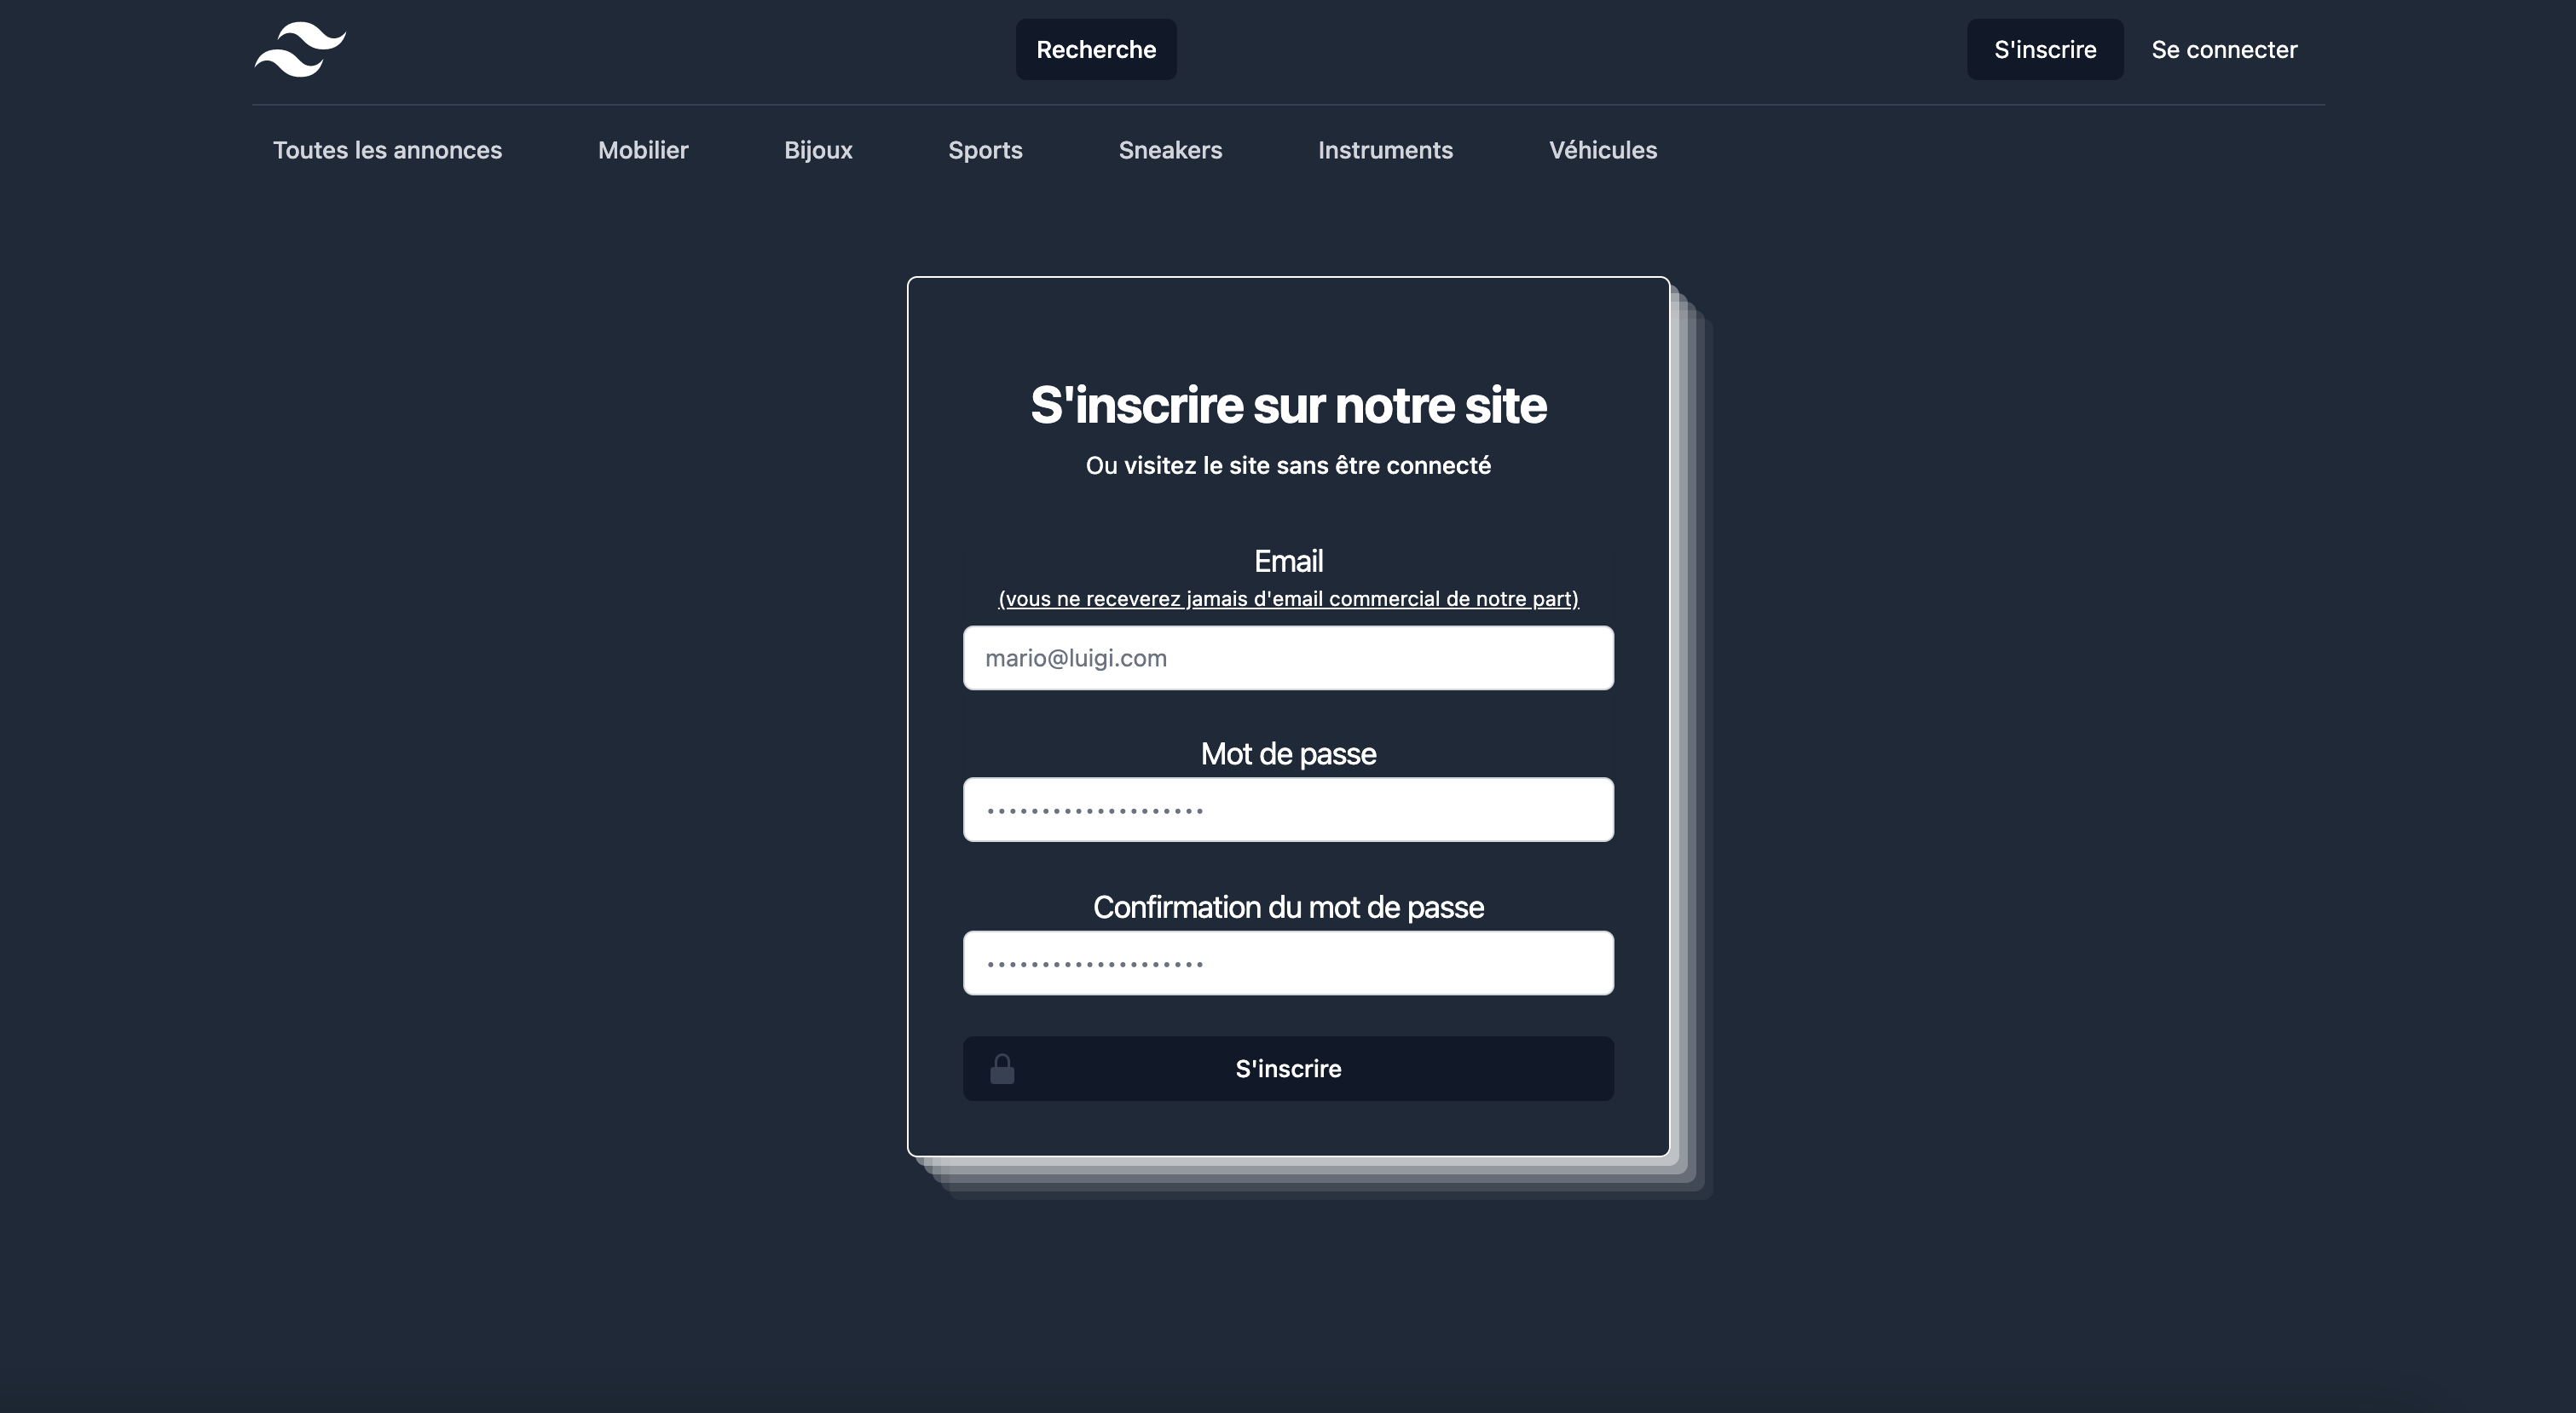 Recherche
S'inscrire
Se connecter
Toutes les annonces
Mobilier
Bijoux
Sports
Sneakers
Instruments
Véhicules
S'inscrire sur notre site
Ou visitez le site sans être connecté
Email
(vous ne receverez jamais d'email commercial de notre part)
mario@luigi.com
Mot de passe
••••••••••••••••••••
Confirmation du mot de passe
••••••••••••••••••••
S'inscrire